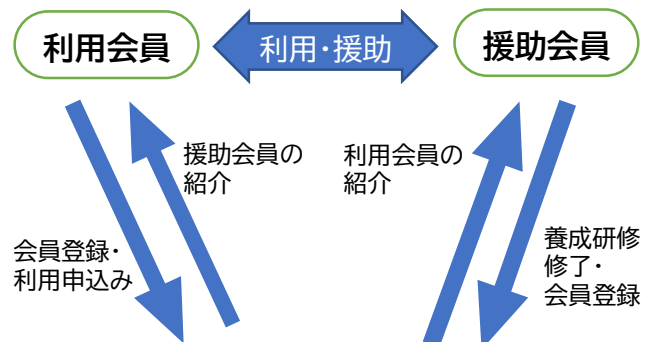 利用会員
利用・援助
援助会員
援助会員の
紹介
利用会員の
紹介
会員登録・
利用申込み
養成研修
修了・
会員登録